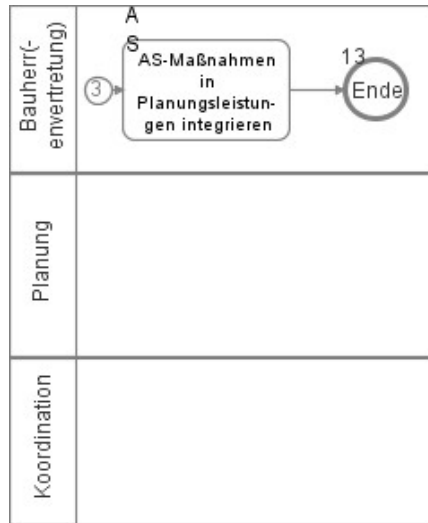 Bauherr(-
envertretung)
A
S
3
AS-Maßnahmen
in
Planungsleistun-
gen integrieren
13
Ende
Planung
Koordination